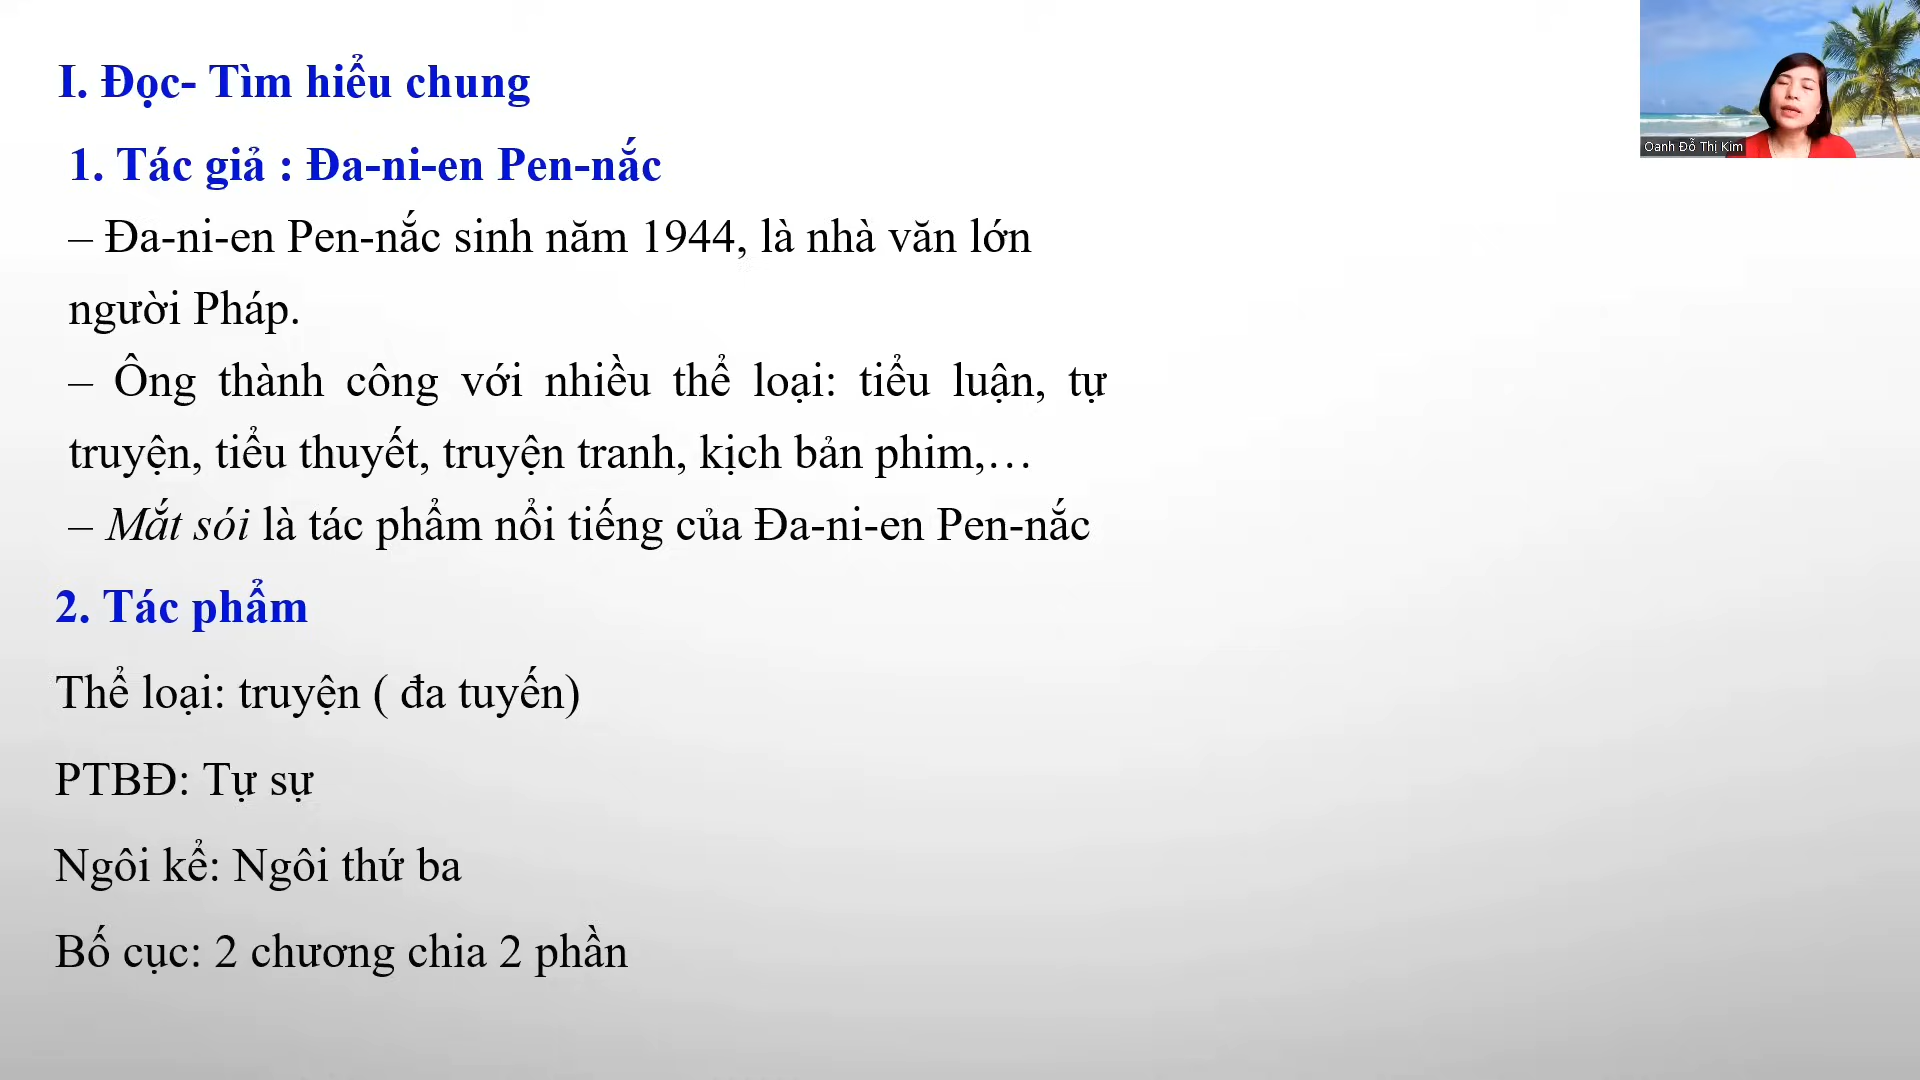 I. Đọc- Tìm hiểu chung
Oanh Đỗ Thị Kim
1. Tác giả : Đa-ni-en Pen-nắc
– Đa-ni-en Pen-nắc sinh năm 1944, là nhà văn lớn
người Pháp.
– Ông thành công với nhiều thể loại: tiểu luận, tự
truyện, tiểu thuyết, truyện tranh, kịch bản phim,…
– Mắt sói là tác phẩm nổi tiếng của Đa-ni-en Pen-nắc
2. Tác phẩm
Thể loại: truyện ( đa tuyến)
PTBĐ: Tự sự
Ngôi kể: Ngôi thứ ba
Bố cục: 2 chương chia 2 phần